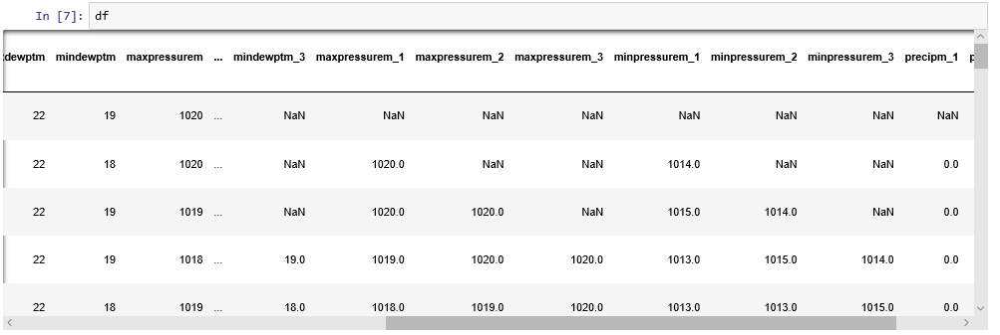 In [7]: df
dewptm mindewptm maxpressurem ... mindewptm_3 maxpressurem_1 maxpressurem_2 maxpressurem_3 minpressurem_1 minpressurem_2 minpressurem_3 precipm_1
22 19 1020 ... NaN NaN NaN NaN NaN NaN NaN NaN
22 18 1020 ... NaN 1020.0 NaN NaN 1014.0 NaN NaN 0.0
22 19 1019 ... NaN 1020.0 1020.0 NaN 1015.0 1014.0 NaN 0.0
22 19 1018 ... 19.0 1019.0 1020.0 1020.0 1013.0 1015.0 1014.0 0.0
22 18 1019 ... 18.0 1018.0 1019.0 1020.0 1013.0 1013.0 1015.0 0.0